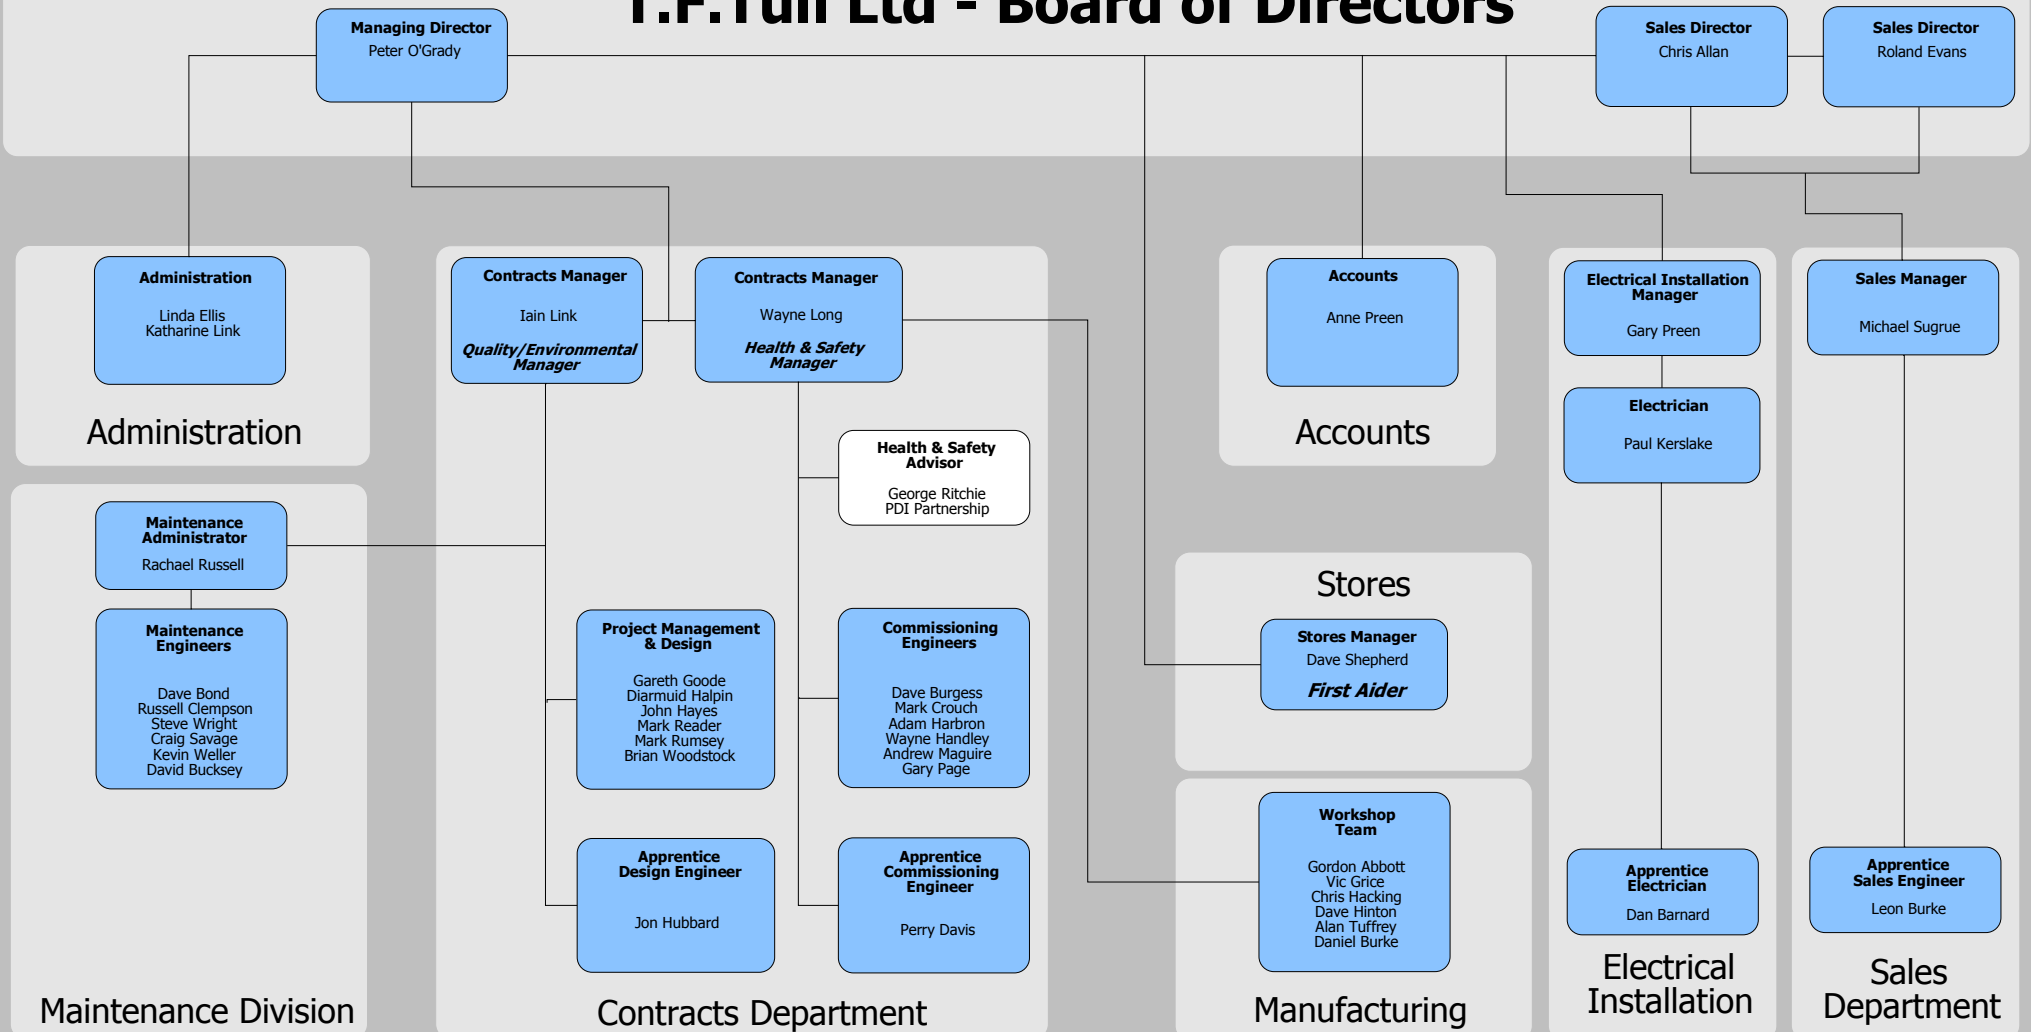 T.F.Tull Ltd - Board of Directors
Managing Director
Peter O'Grady
Sales Director
Chris Allan
Sales Director
Roland Evans
Administration
Linda Ellis
Katharine Link
Administration
Contracts Manager
Iain Link
Quality/Environmental
Manager
Contracts Manager
Wayne Long
Health & Safety
Manager
Accounts
Anne Preen
Accounts
Electrical Installation
Manager
Gary Preen
Sales Manager
Michael Sugrue
Electrician
Paul Kerslake
Health & Safety
Advisor
George Ritchie
PDI Partnership
Maintenance
Administrator
Rachael Russell
Maintenance
Engineers
Dave Bond
Russell Clempson
Steve Wright
Craig Savage
Kevin Weller
David Bucksey
Maintenance Division
Project Management
& Design
Gareth Goode
Diarmuid Halpin
John Hayes
Mark Reader
Mark Rumsey
Brian Woodstock
Commissioning
Engineers
Dave Burgess
Mark Crouch
Adam Harbron
Wayne Handley
Andrew Maguire
Gary Page
Apprentice
Design Engineer
Jon Hubbard
Apprentice
Commissioning
Engineer
Perry Davis
Contracts Department
Stores
Stores Manager
Dave Shepherd
First Aider
Workshop
Team
Gordon Abbott
Vic Grice
Chris Hacking
Dave Hinton
Alan Tuffrey
Daniel Burke
Manufacturing
Apprentice
Electrician
Dan Barnard
Electrical
Installation
Apprentice
Sales Engineer
Leon Burke
Sales
Department